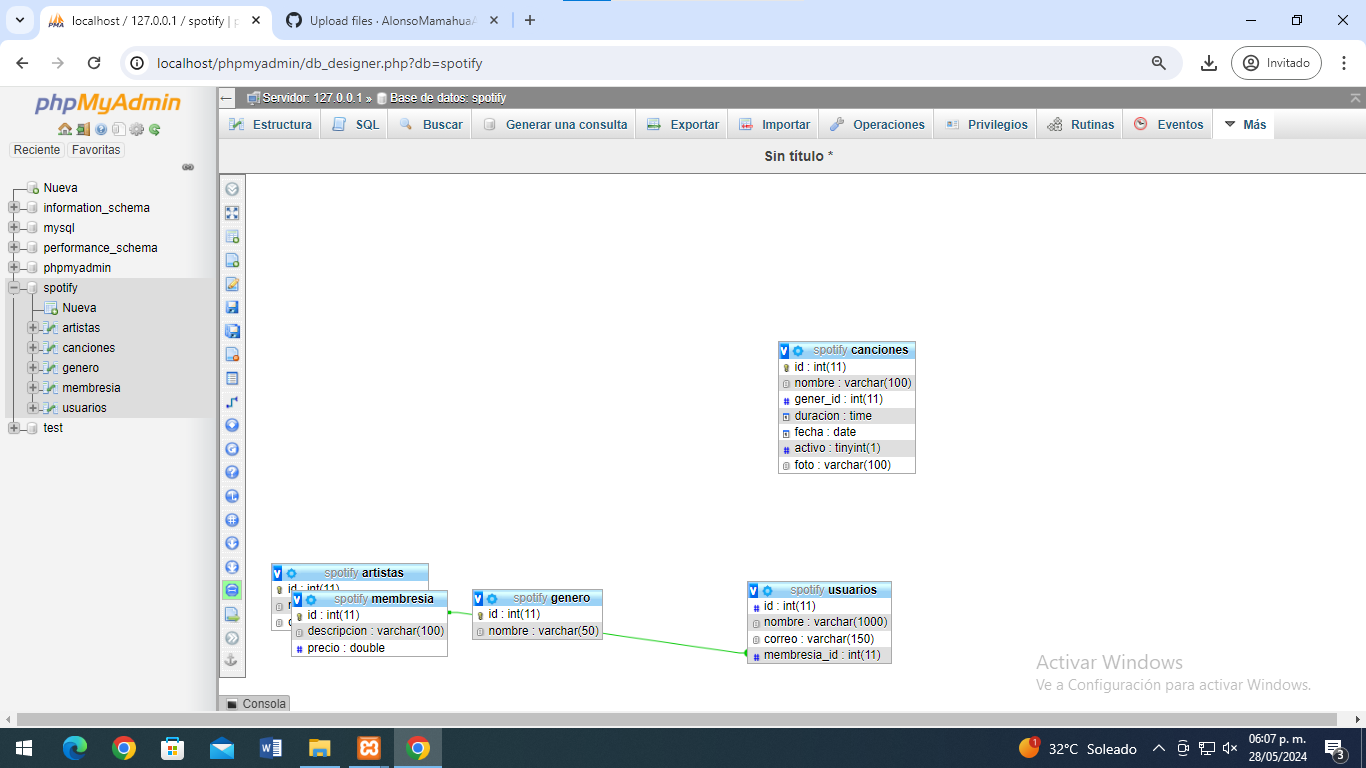 localhost / 127.0.0.1 / spotify | p
Upload files · AlonsoMamahua
localhost/phpmyadmin/db_designer.php?db=spotify
Invitado
phpMyAdmin
Reciente
Favoritas
Nueva
information_schema
mysql
performance_schema
phpmyadmin
spotify
Nueva
artistas
canciones
genero
membresia
usuarios
test
Servidor: 127.0.0.1 » Base de datos: spotify
Estructura
SQL
Buscar
Generar una consulta
Exportar
Importar
Operaciones
Privilegios
Rutinas
Eventos
Más
Sin título *
spotify canciones
id : int(11)
nombre : varchar(100)
gener_id : int(11)
duracion : time
fecha : date
activo : tinyint(1)
foto : varchar(100)
spotify artistas
id : int(11)
spotify membresia
id : int(11)
descripcion : varchar(100)
precio : double
spotify genero
id : int(11)
nombre : varchar(50)
spotify usuarios
id : int(11)
nombre : varchar(1000)
correo : varchar(150)
membresia_id : int(11)
Activar Windows
Ve a Configuración para activar Windows.
Consola
32°C Soleado
06:07 p. m.
28/05/2024
3